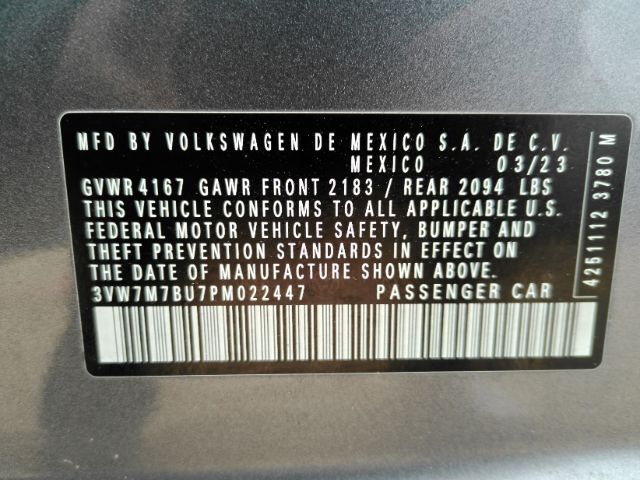 MFD BY VOLKSWAGEN DE MEXICO S.A. DE C.V.
MEXICO 03/23
GVWR 4167 GAWR FRONT 2183 / REAR 2094 LBS
THIS VEHICLE CONFORMS TO ALL APPLICABLE U.S.
FEDERAL MOTOR VEHICLE SAFETY, BUMPER AND
THEFT PREVENTION STANDARDS IN EFFECT ON
THE DATE OF MANUFACTURE SHOWN ABOVE.
3VW7M7BU7PM022447 PASSENGER CAR
4251112 3780 M